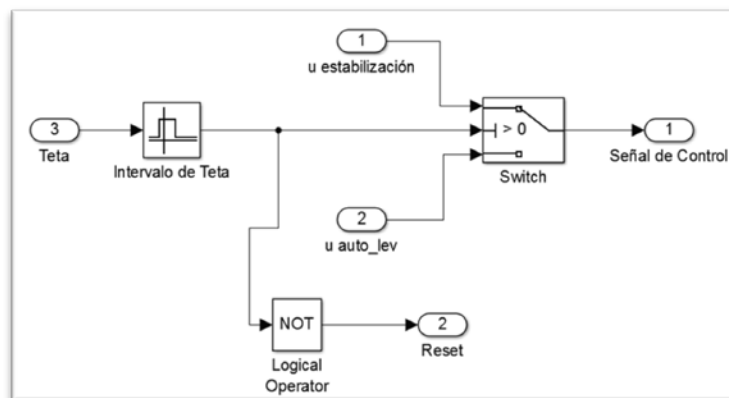 1
u estabilización
3
Teta
Intervalo de Teta
> 0
Switch
1
Señal de Control
2
u auto_lev
NOT
Logical
Operator
2
Reset